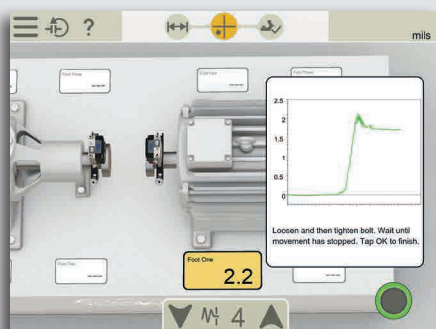 ?
mils
Foot Three
Foot Four
Foot Three
2.5
2
1.5
1
0.5
0
Loosen and then tighten bolt. Wait until
movement has stopped. Tap OK to finish.
Foot Two
Foot One
2.2
4